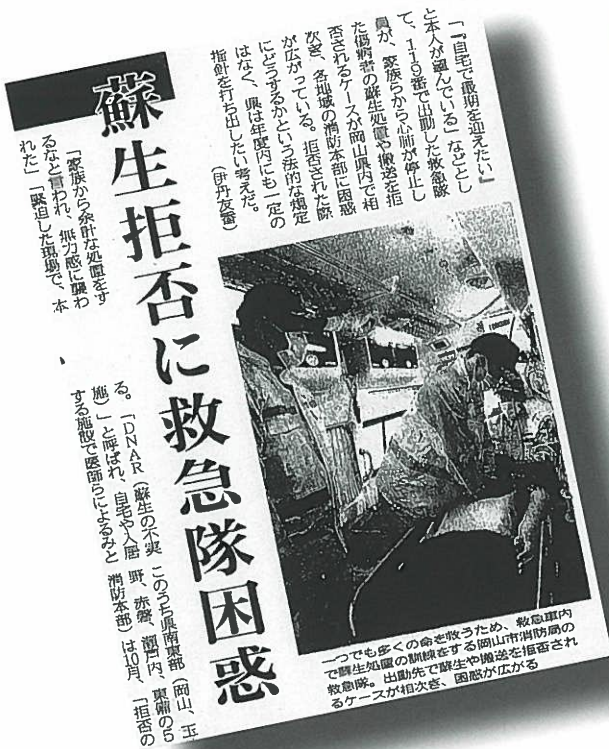 「『自宅で最期を迎えたい』
と本人が望んでいる」などとし
て、119番で出動した救急隊
員が、家族らから心肺が停止し
た傷病者の蘇生処置や搬送を拒
否されるケースが岡山県内で相
次ぎ、各地域の消防本部に困惑
が広がっている。拒否された際
にどうするかという法的な規定
はなく、県は年度内にも一定の
指針を打ち出したい考えだ。
(伊丹友香)
蘇生拒否に救急隊困惑
「家族から余計な処置をす
るなと言われ、無力感に襲わ
れた」「緊迫した現場で、本
る。「DNAR(蘇生の不実
施)」と呼ばれ、自宅や入居
する施設で医師らによるみと
このうち県南東部(岡山、玉
野、赤磐、瀬戸内、東備の5
消防本部)は10月、「拒否の
一つでも多くの命を救うため、救急車内
で蘇生処置の訓練をする岡山市消防局の
救急隊。出動先で蘇生や搬送を拒否され
るケースが相次ぎ、困惑が広がる